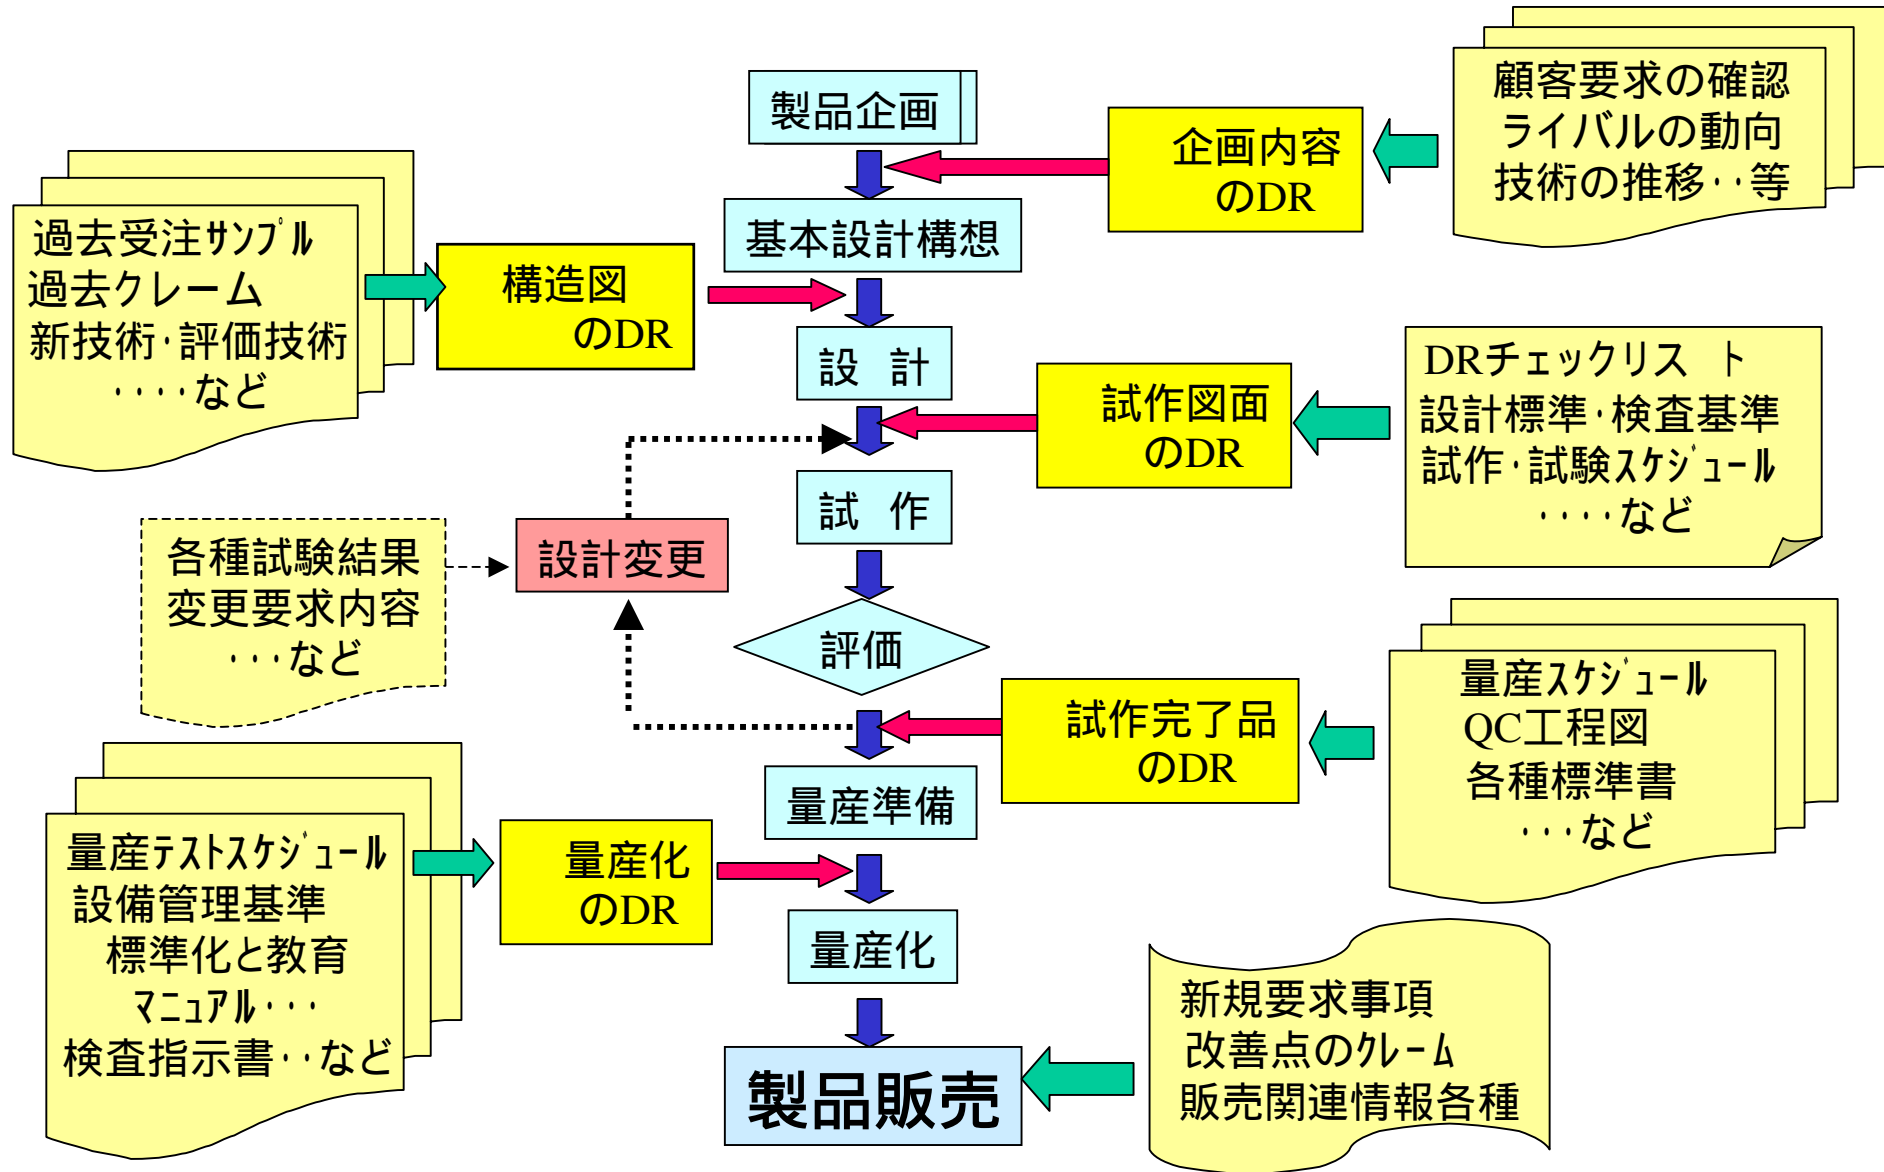 製品企画
企画内容
のDR
顧客要求の確認
ライバルの動向
技術の推移‥等
基本設計構想
過去受注ｻﾝﾌﾟﾙ
過去クレーム
新技術･評価技術
････など
構造図
のDR
設 計
試作図面
のDR
DRチェックリス ト
設計標準･検査基準
試作･試験ｽｹｼﾞｭｰﾙ
････など
試 作
設計変更
各種試験結果
変更要求内容
･･･など
評価
試作完了品
のDR
量産ｽｹｼﾞｭｰﾙ
QC工程図
各種標準書
･･･など
量産準備
量産ﾃｽﾄｽｹｼﾞｭｰﾙ
設備管理基準
標準化と教育
ﾏﾆｭｱﾙ･･･
検査指示書‥など
量産化
のDR
量産化
製品販売
新規要求事項
改善点のｸﾚｰﾑ
販売関連情報各種